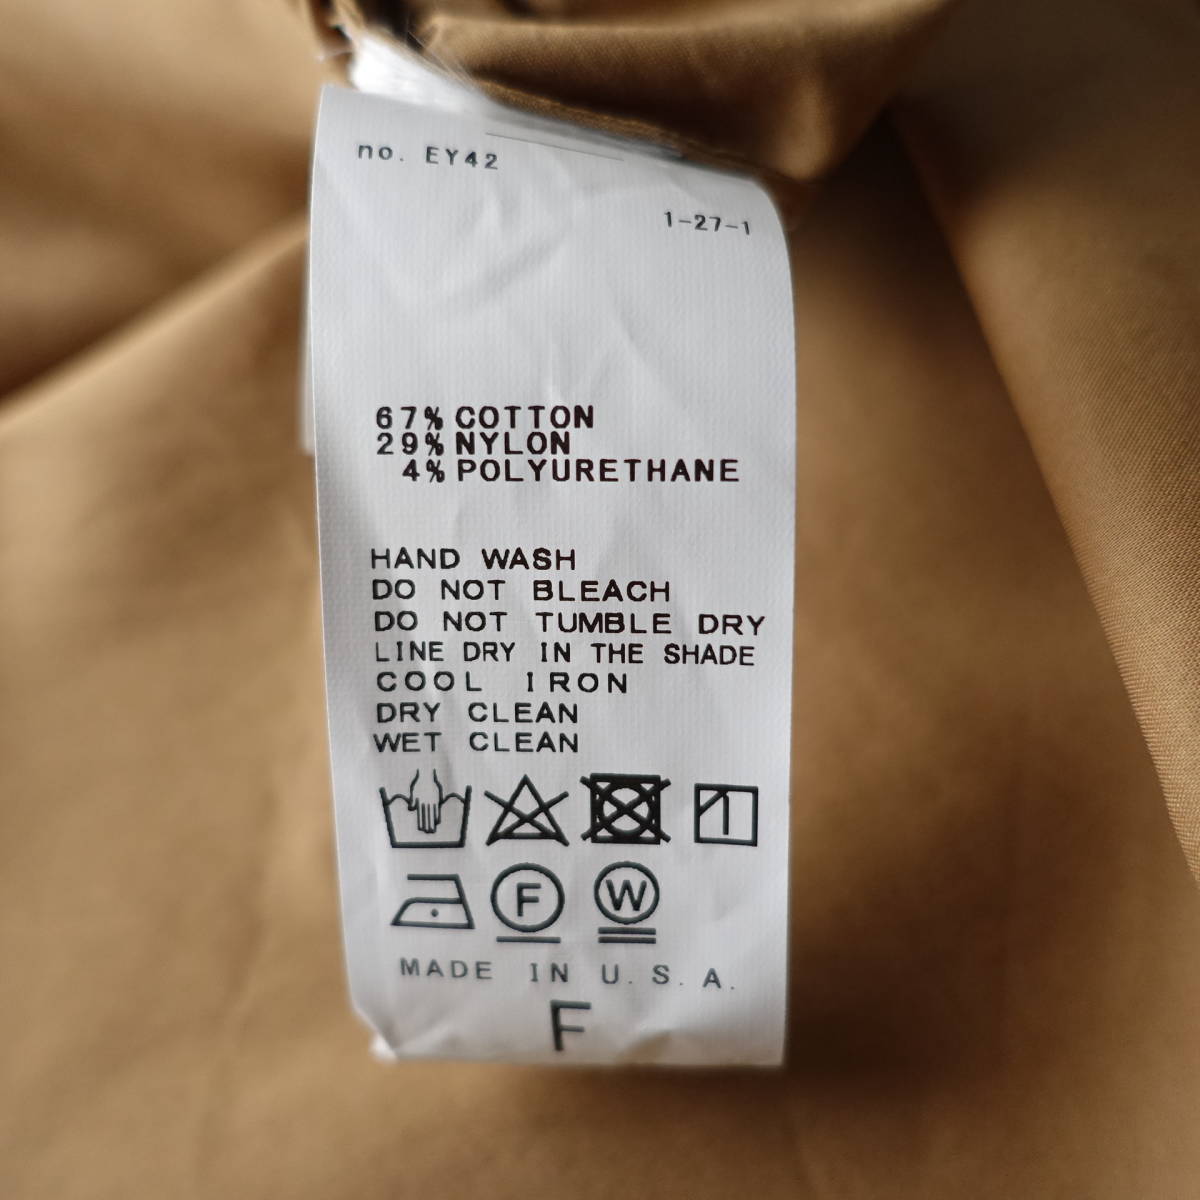 no. EY42
1-27-1
67% COTTON
29% NYLON
4% POLYURETHANE
HAND WASH
DO NOT BLEACH
DO NOT TUMBLE DRY
LINE DRY IN THE SHADE
COOL IRON
DRY CLEAN
WET CLEAN
F W
MADE IN U.S.A.
F